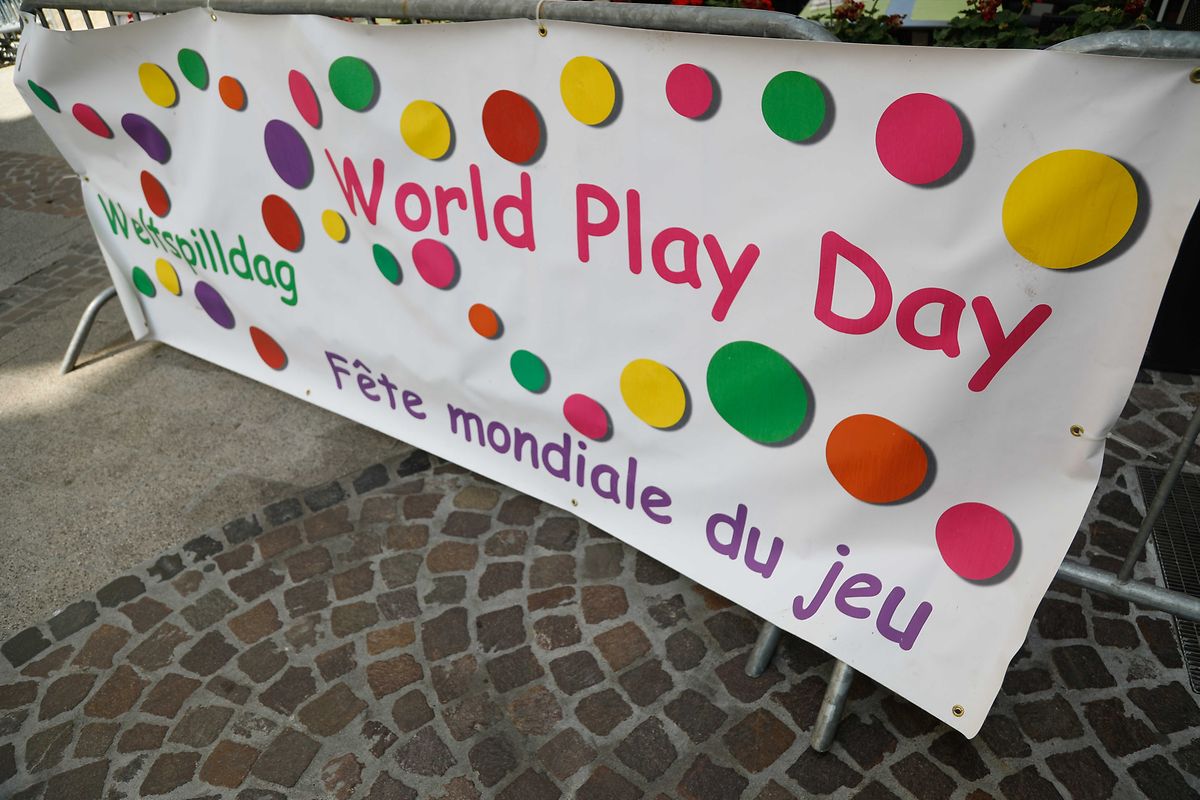 World Play Day
Weltspilldag
Fête mondiale du jeu